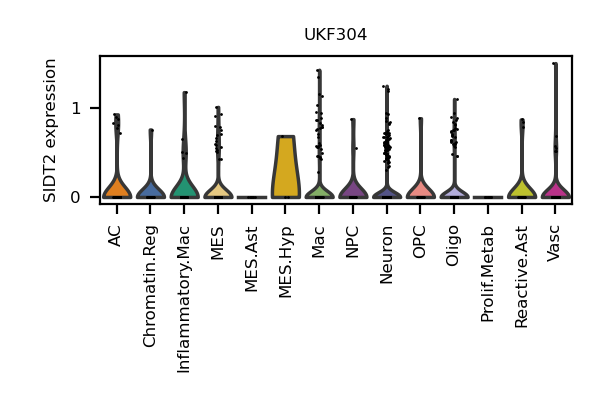 UKF304
SIDT2 expression
1
0
AC
Chromatin.Reg
Inflammatory.Mac
MES
MES.Ast
MES.Hyp
Mac
NPC
Neuron
OPC
Oligo
Prolif.Metab
Reactive.Ast
Vasc